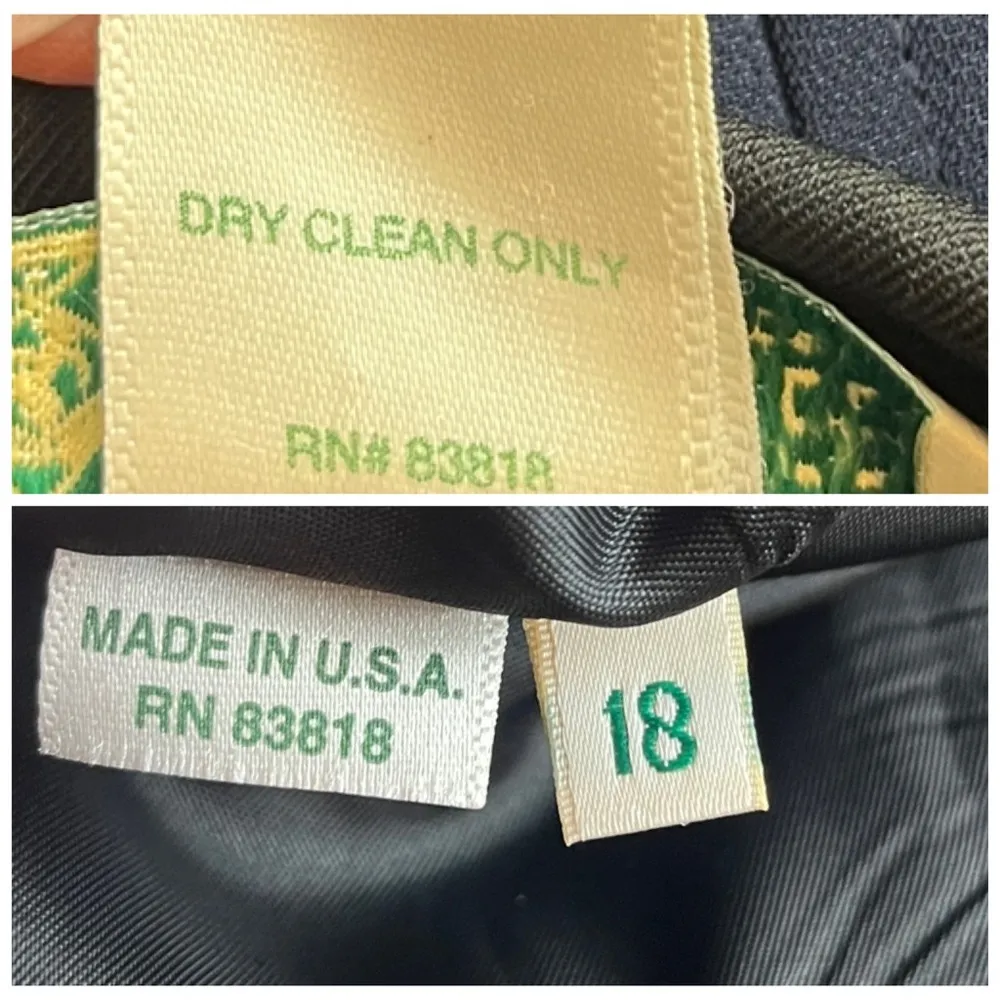 DRY CLEAN ONLY
RN# 83818
MADE IN U.S.A.
RN 83818
18